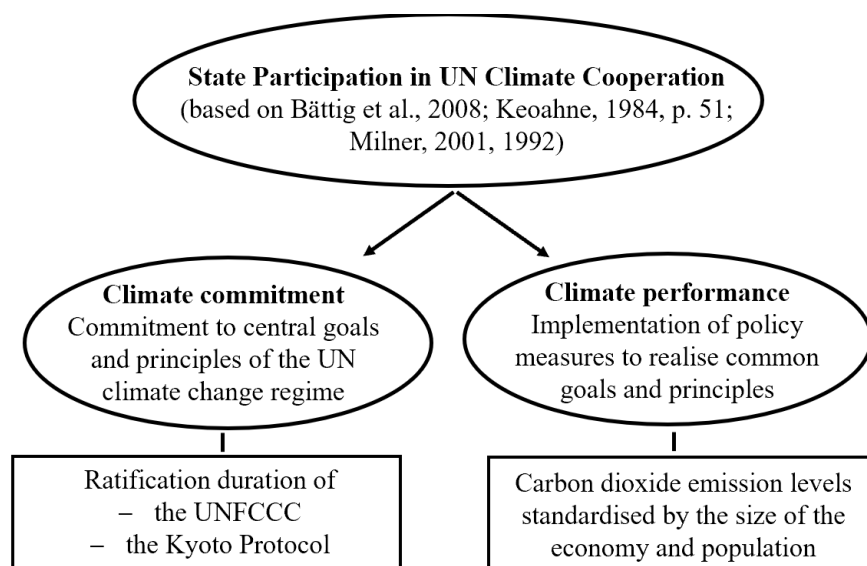 State Participation in UN Climate Cooperation
(based on Bättig et al., 2008; Keoahne, 1984, p. 51;
Milner, 2001, 1992)
Climate commitment
Commitment to central goals
and principles of the UN
climate change regime
Climate performance
Implementation of policy
measures to realise common
goals and principles
Ratification duration of
– the UNFCCC
– the Kyoto Protocol
Carbon dioxide emission levels
standardised by the size of the
economy and population